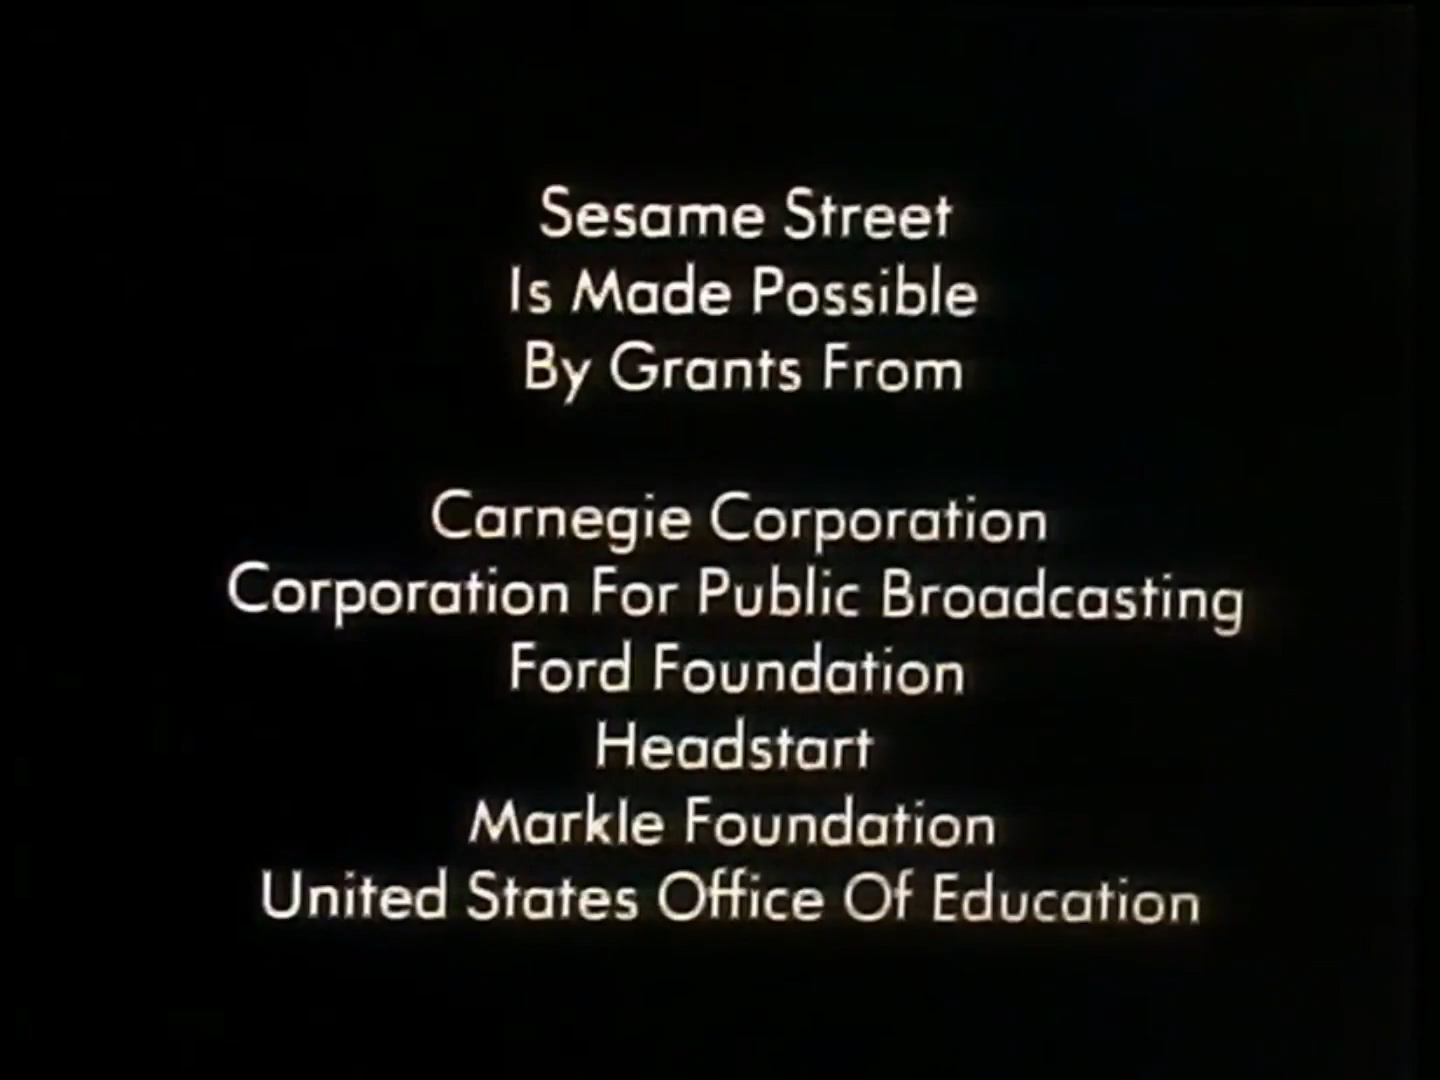 Sesame Street
Is Made Possible
By Grants From
Carnegie Corporation
Corporation For Public Broadcasting
Ford Foundation
Headstart
Markle Foundation
United States Office Of Education